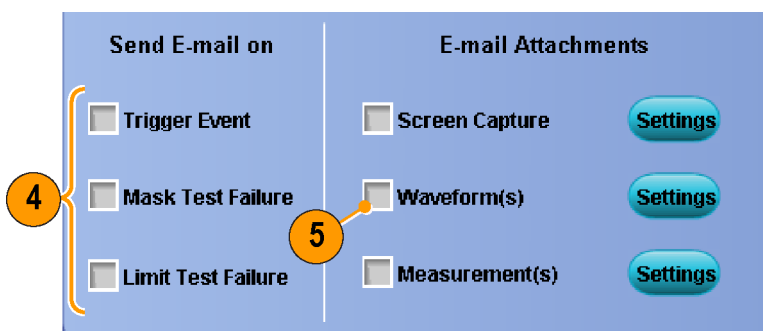 Send E-mail on
E-mail Attachments
Trigger Event
Screen Capture
Settings
4
Mask Test Failure
Waveform(s)
Settings
5
Limit Test Failure
Measurement(s)
Settings